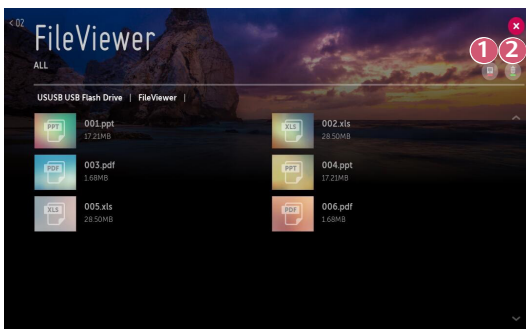 < 02
FileViewer
ALL
1 2
USUSB USB Flash Drive | FileViewer |
PPT
001.ppt
17.21MB
XLS
002.xls
28.50MB
PDF
003.pdf
1.68MB
PPT
004.ppt
17.21MB
XLS
005.xls
28.50MB
PDF
006.pdf
1.68MB